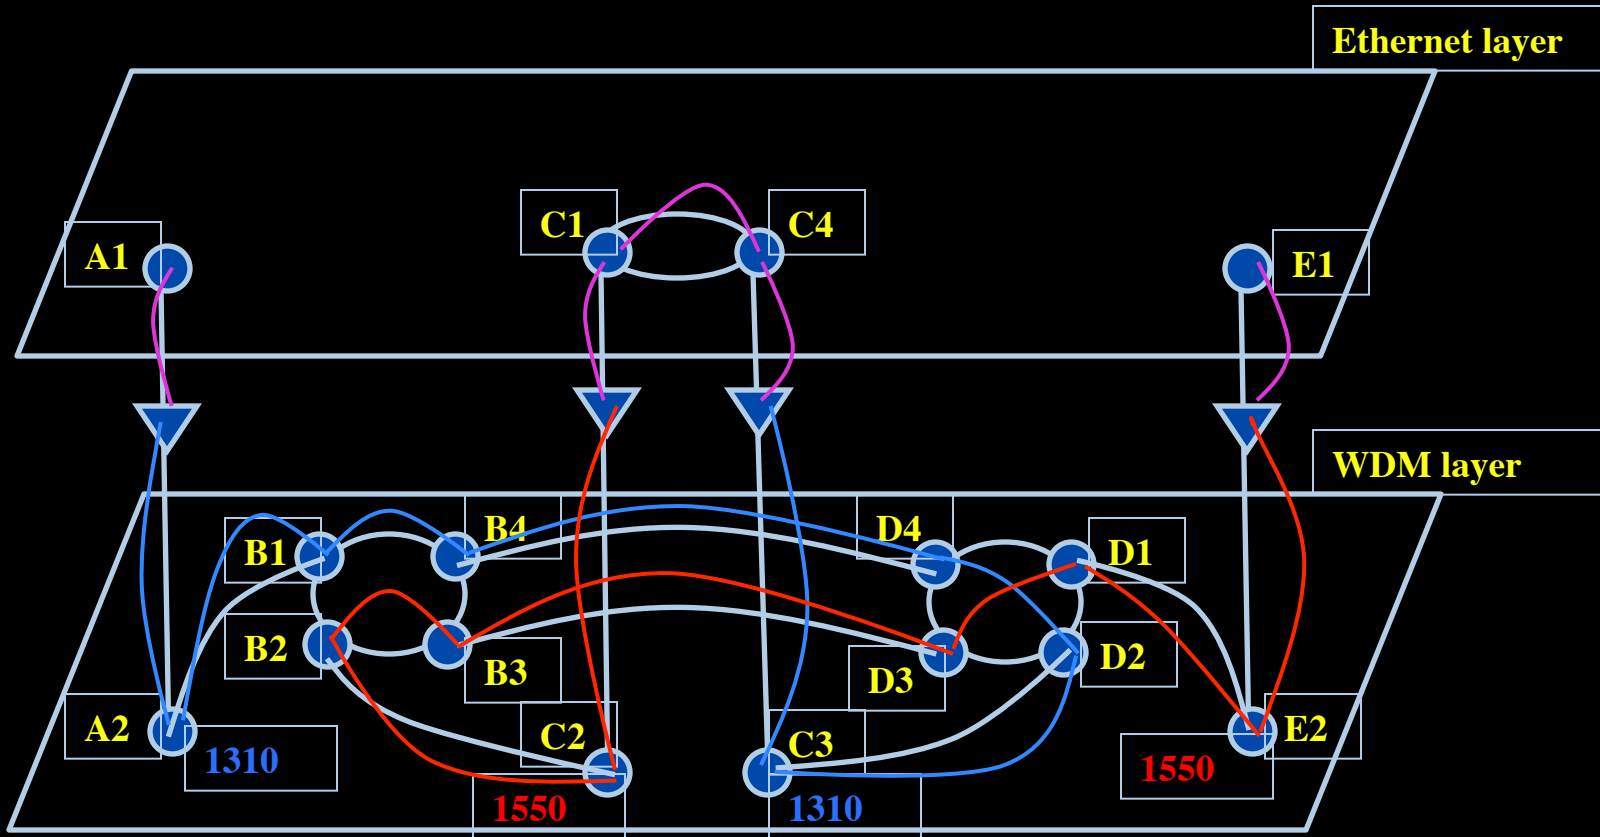 Ethernet layer
C1
C4
A1
E1
WDM layer
B4
D4
B1
D1
B2
B3
D3
D2
A2
C2
C3
E2
1310
1550
1310
1550